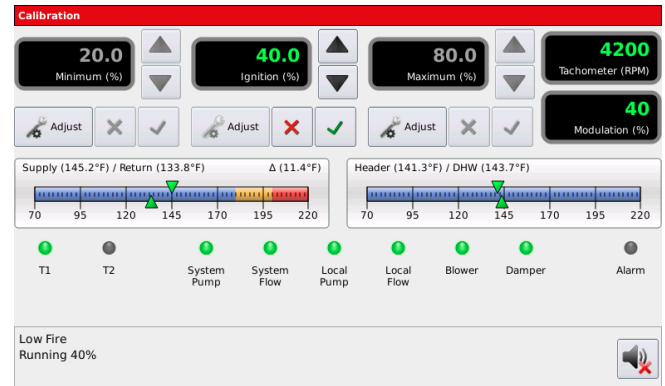 Calibration
20.0
Minimum (%)
40.0
Ignition (%)
80.0
Maximum (%)
4200
Tachometer (RPM)
Adjust
Adjust
Adjust
40
Modulation (%)
Supply (145.2°F) / Return (133.8°F) Δ (11.4°F)
70 95 120 145 170 195 220
Header (141.3°F) / DHW (143.7°F)
70 95 120 145 170 195 220
T1
T2
System
Pump
System
Flow
Local
Pump
Local
Flow
Blower
Damper
Alarm
Low Fire
Running 40%